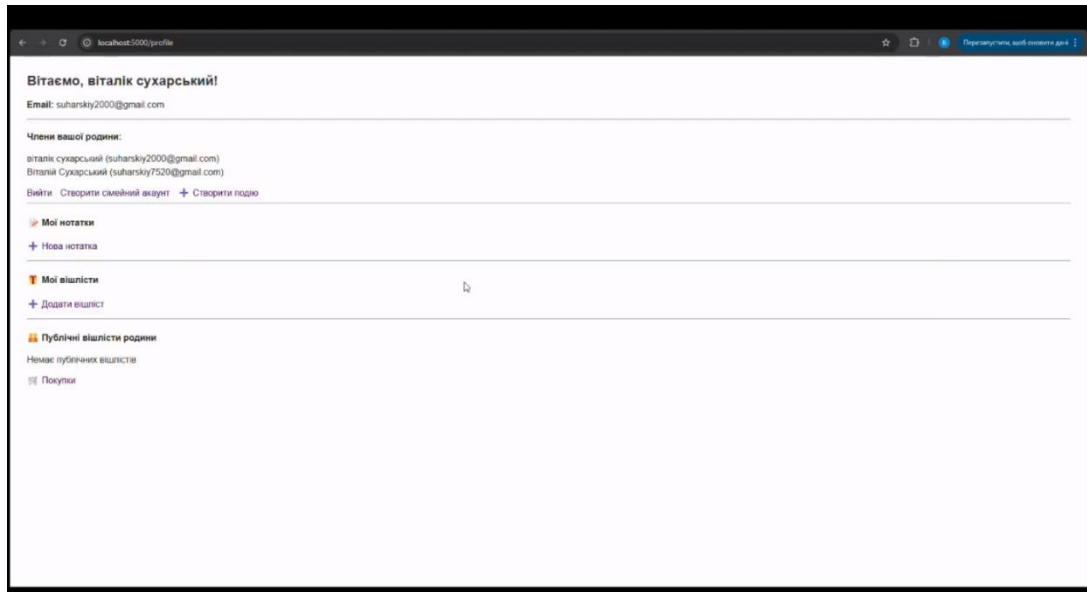 localhost:5000/profile
Перезапустити, щоб оновити дані
Вітаємо, віталік сухарський!
Email: suharskiy2000@gmail.com
Члени вашої родини:
віталік сухарський (suharskiy2000@gmail.com)
Віталій Сухарський (suharskiy7520@gmail.com)
Вийти Створити сімейний акаунт + Створити подію
Мої нотатки
+ Нова нотатка
Мої вішлісти
+ Додати вішліст
Публічні вішлісти родини
Немає публічних вішлістів
Покупки